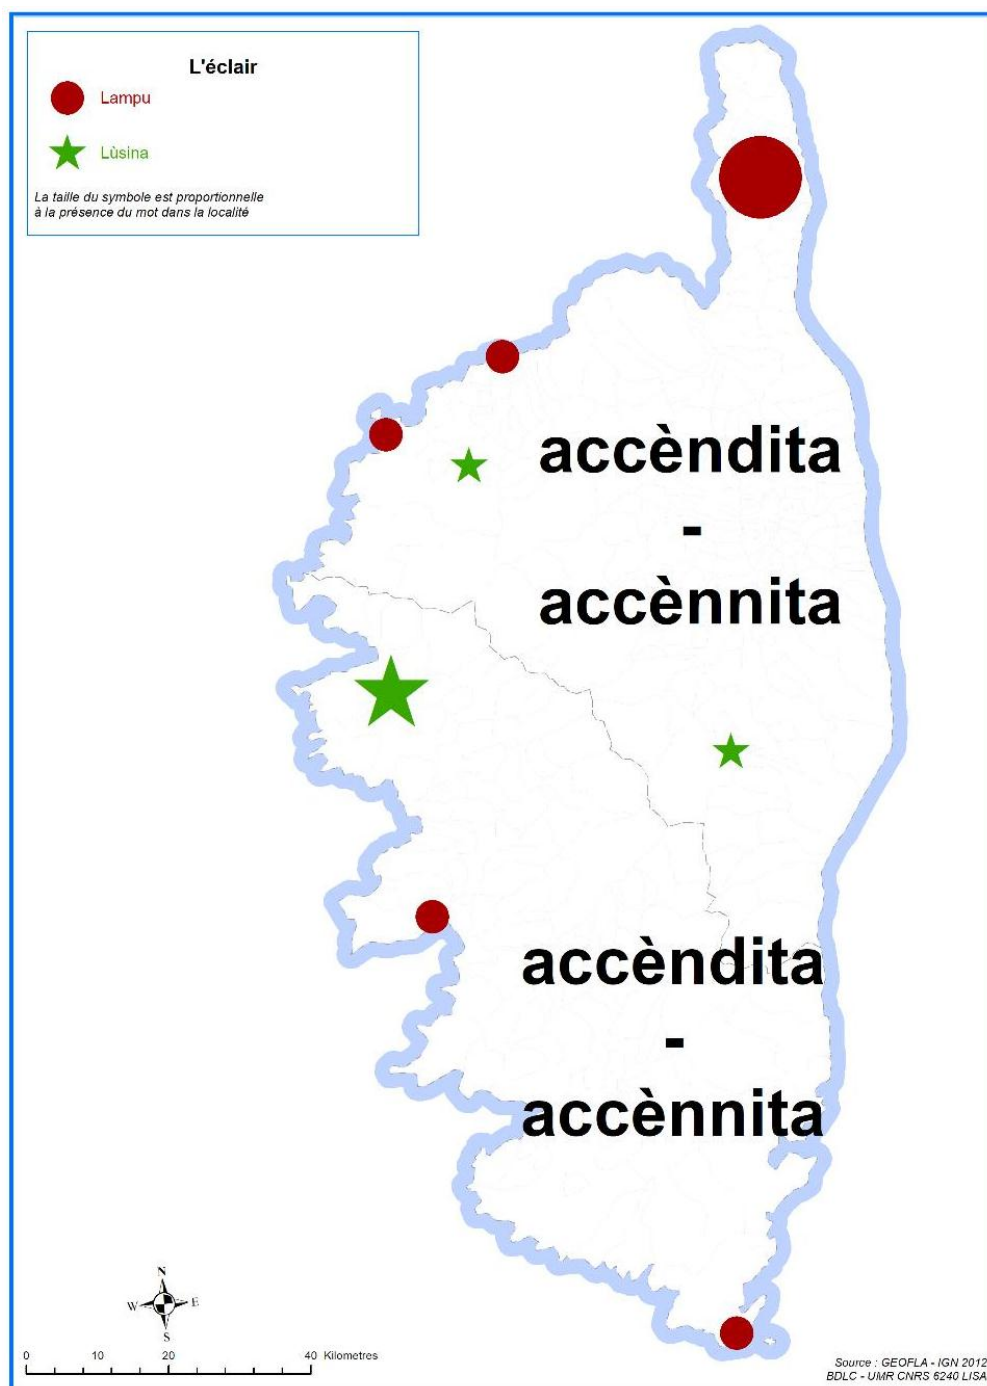 L'éclair
Lampu
Lùsina
La taille du symbole est proportionnelle
à la présence du mot dans la localité
accèndita
-
accènnita
accèndita
-
accènnita
N
W E
S
0 10 20 40 Kilometres
Source : GEOFLA - IGN 2012
BDLC - UMR CNRS 6240 LISA